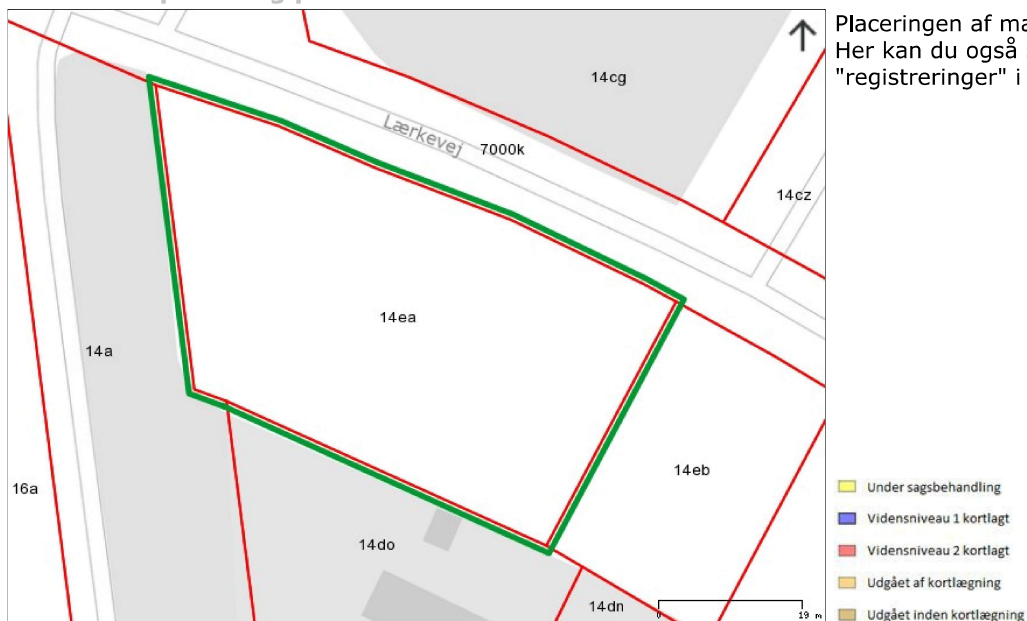 Placeringen af ma
Her kan du også
"registreringer" i
14cg
Lærkevej
7000k
14cz
14ea
14a
14eb
16a
14do
14dn
0
19 m
Under sagsbehandling
Vidensniveau 1 kortlagt
Vidensniveau 2 kortlagt
Udgået af kortlægning
Udgået inden kortlægning